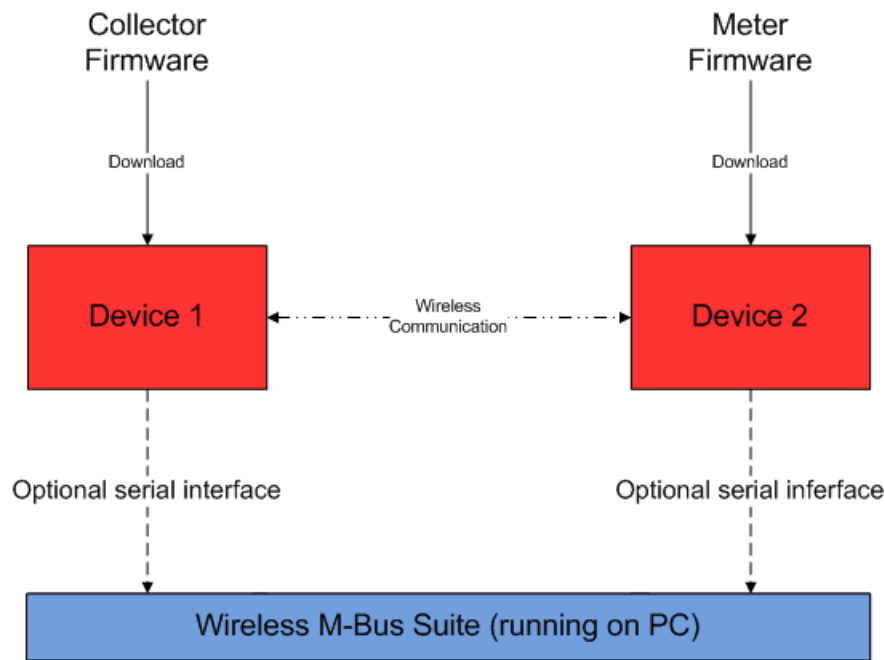 Collector
Firmware
Meter
Firmware
Download
Download
Device 1
Wireless
Communication
Device 2
Optional serial interface
Optional serial inferface
Wireless M-Bus Suite (running on PC)